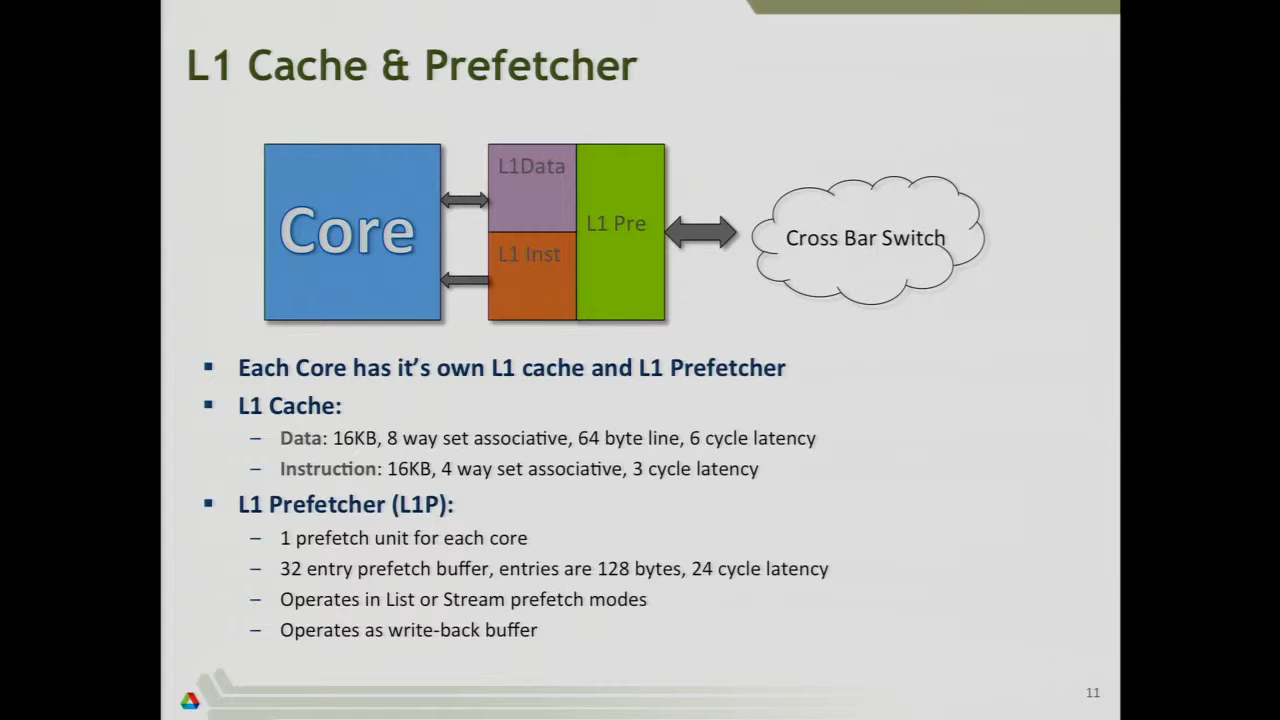 L1 Cache & Prefetcher
L1Data
Core
L1 Pre
L1 Inst
Cross Bar Switch
▪ Each Core has it’s own L1 cache and L1 Prefetcher
▪ L1 Cache:
– Data: 16KB, 8 way set associative, 64 byte line, 6 cycle latency
– Instruction: 16KB, 4 way set associative, 3 cycle latency
▪ L1 Prefetcher (L1P):
– 1 prefetch unit for each core
– 32 entry prefetch buffer, entries are 128 bytes, 24 cycle latency
– Operates in List or Stream prefetch modes
– Operates as write-back buffer
11